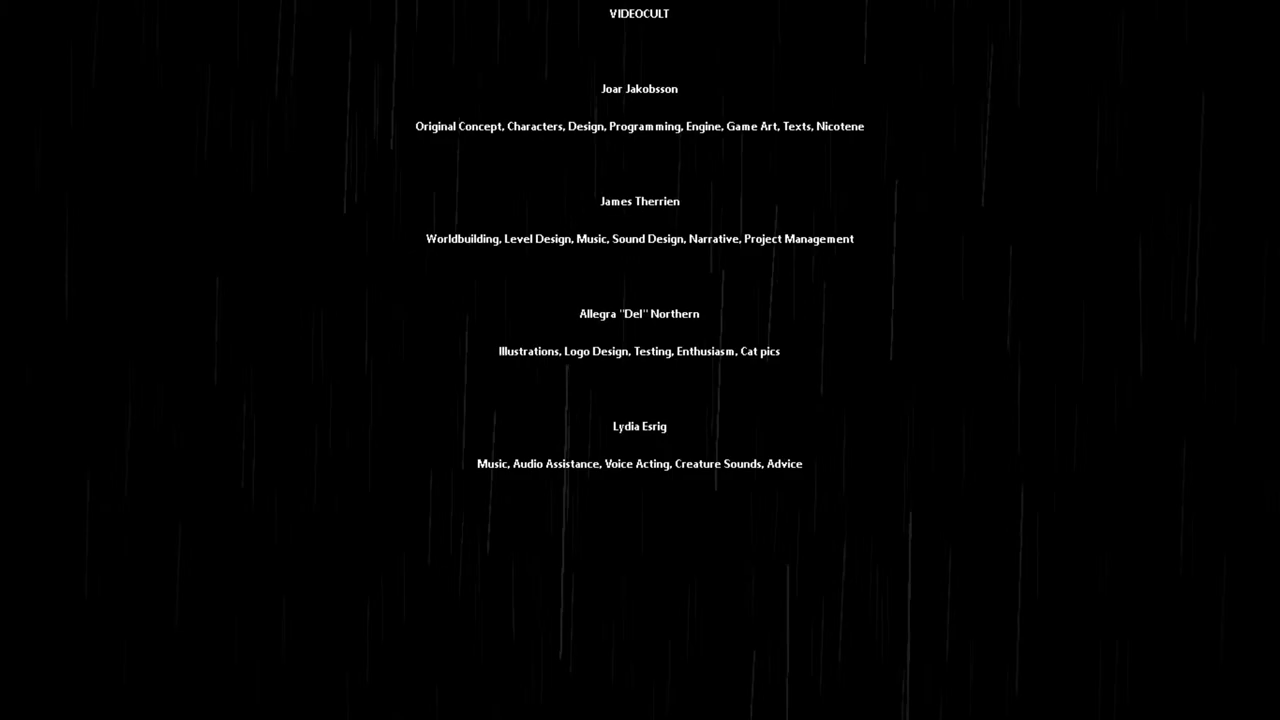 VIDEOCULT
Joar Jakobsson
Original Concept, Characters, Design, Programming, Engine, Game Art, Texts, Nicotene
James Therrien
Worldbuilding, Level Design, Music, Sound Design, Narrative, Project Management
Allegra "Del" Northern
Illustrations, Logo Design, Testing, Enthusiasm, Cat pics
Lydia Esrig
Music, Audio Assistance, Voice Acting, Creature Sounds, Advice